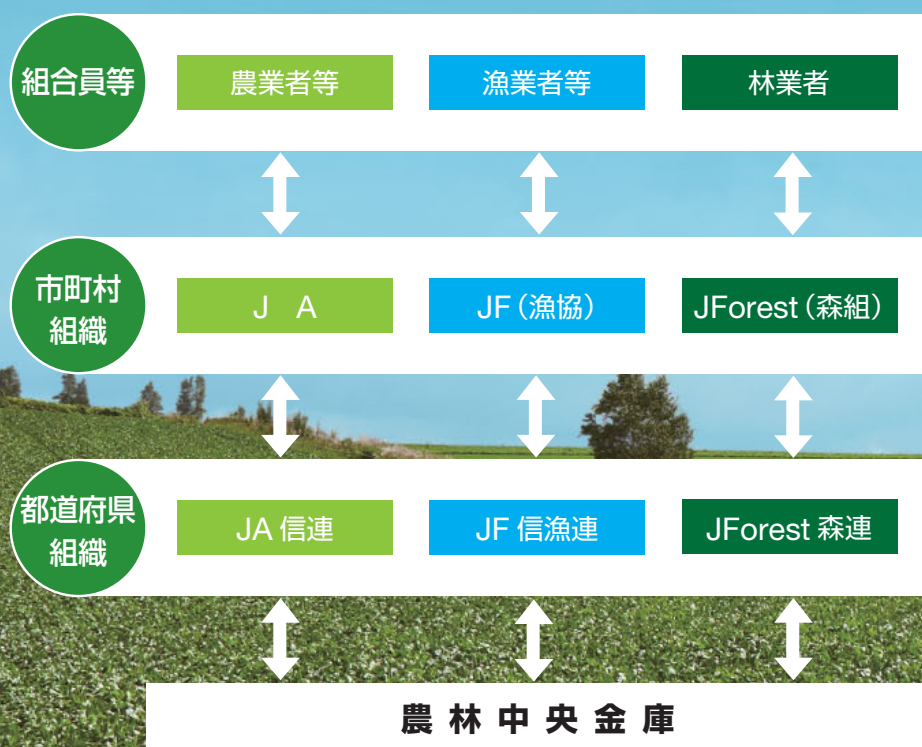 組合員等
農業者等
漁業者等
林業者
市町村
組織
J A
JF(漁協)
JForest(森組)
都道府県
組織
JA 信連
JF 信漁連
JForest 森連
農林中央金庫